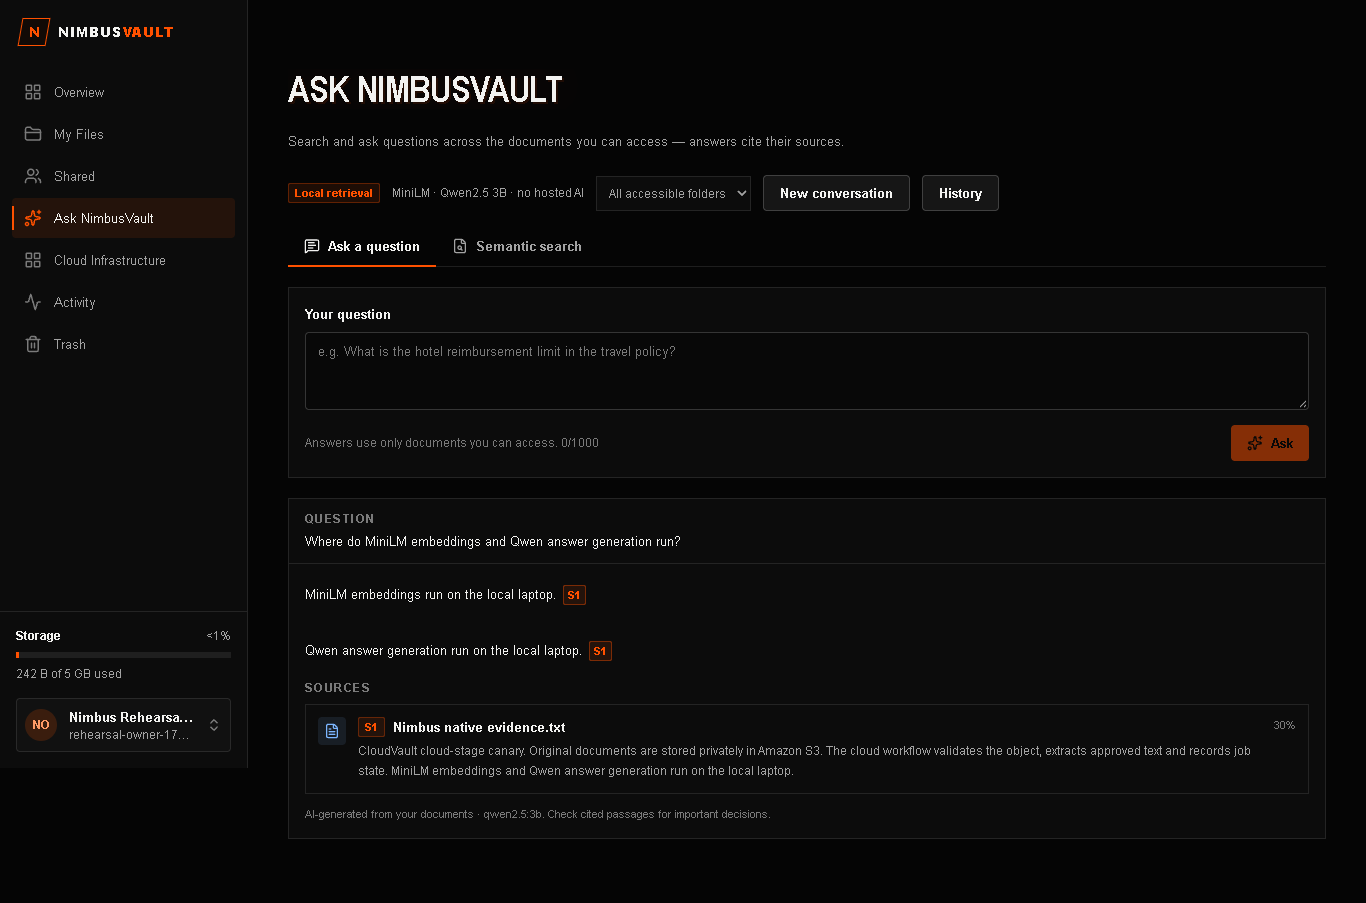 N NIMBUSVAULT
Overview
My Files
Shared
Ask NimbusVault
Cloud Infrastructure
Activity
Trash
Storage <1%
242 B of 5 GB used
NO Nimbus Rehearsa...
rehearsal-owner-17...
ASK NIMBUSVAULT
Search and ask questions across the documents you can access — answers cite their sources.
Local retrieval MiniLM · Qwen2.5 3B · no hosted AI All accessible folders New conversation History
Ask a question Semantic search
Your question
e.g. What is the hotel reimbursement limit in the travel policy?
Answers use only documents you can access. 0/1000 Ask
QUESTION
Where do MiniLM embeddings and Qwen answer generation run?
MiniLM embeddings run on the local laptop. S1
Qwen answer generation run on the local laptop. S1
SOURCES
S1 Nimbus native evidence.txt 30%
CloudVault cloud-stage canary. Original documents are stored privately in Amazon S3. The cloud workflow validates the object, extracts approved text and records job
state. MiniLM embeddings and Qwen answer generation run on the local laptop.
AI-generated from your documents · qwen2.5:3b. Check cited passages for important decisions.